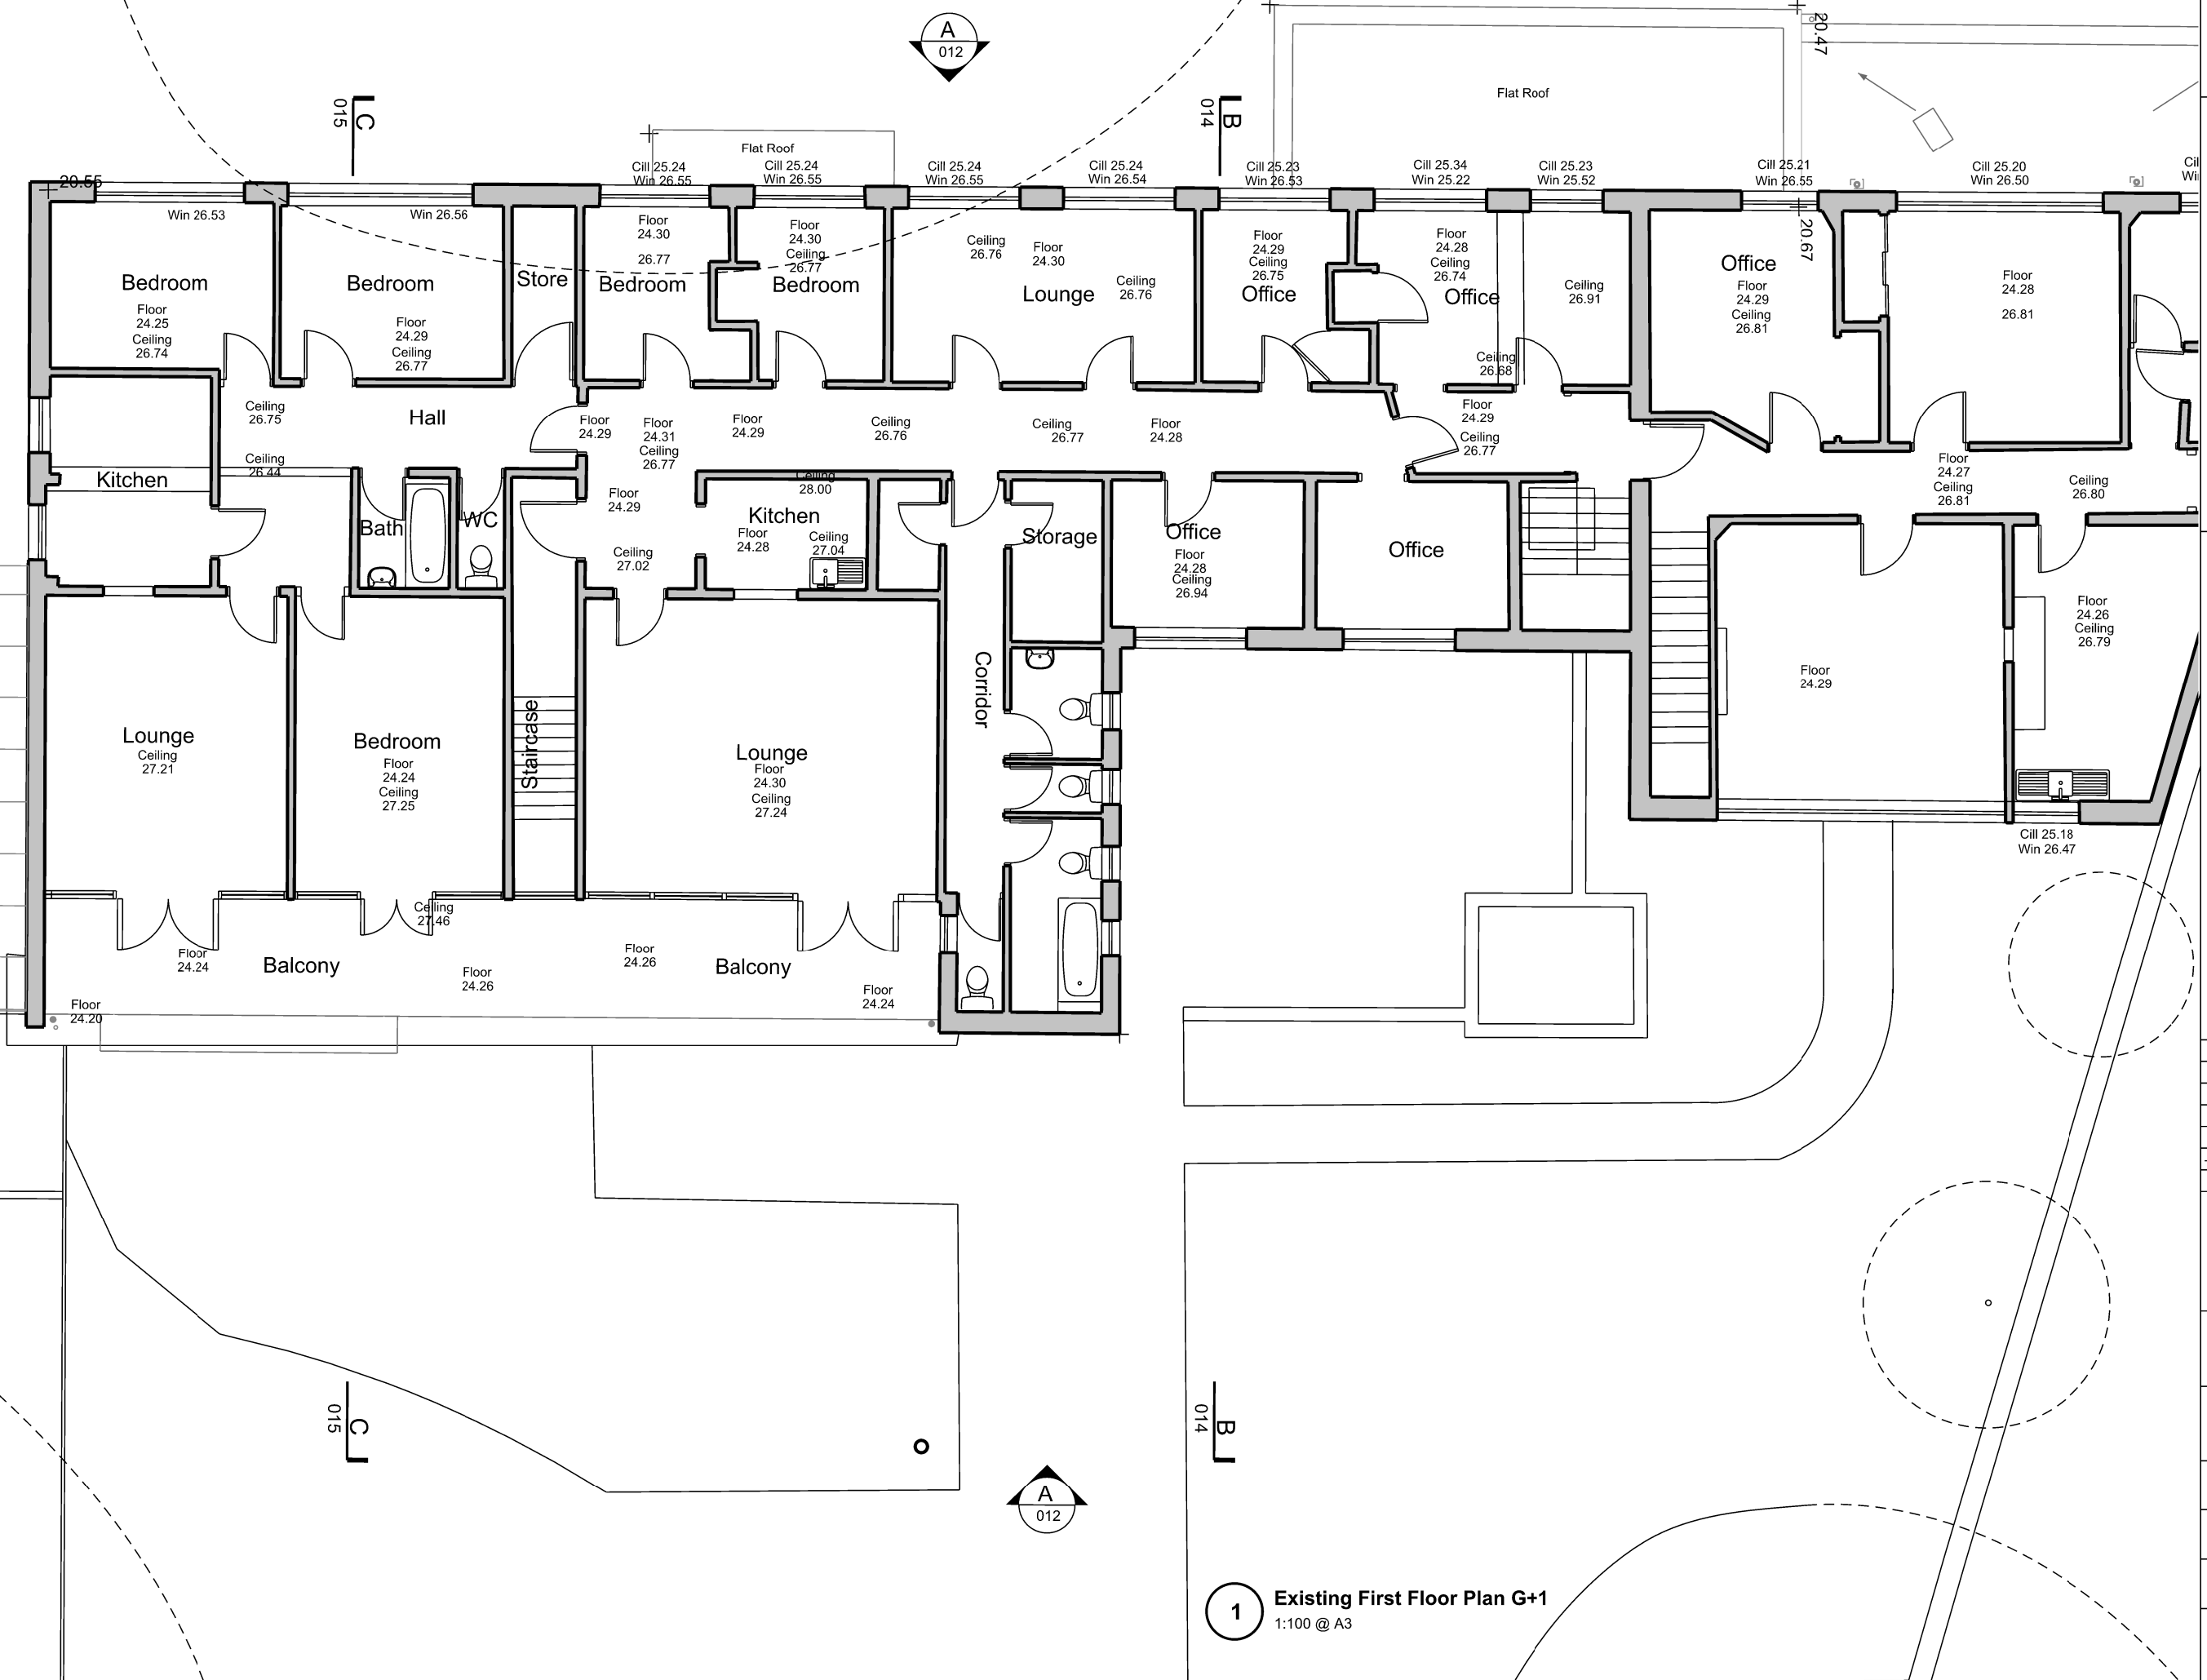 A
012
20.47
Flat Roof
C
015
B
014
Flat Roof
Cill 25.24
Win 26.55
Cill 25.24
Win 26.55
Cill 25.24
Win 26.55
Cill 25.24
Win 26.54
Cill 25.23
Win 26.53
Cill 25.34
Win 25.22
Cill 25.23
Win 25.52
Cill 25.21
Win 26.55
Cill 25.20
Win 26.50
20.55
Win 26.53
Win 26.56
20.67
Bedroom
Floor
24.25
Ceiling
26.74
Bedroom
Floor
24.29
Ceiling
26.77
Store
Floor
24.30
26.77
Bedroom
Floor
24.30
Ceiling
26.77
Bedroom
Ceiling
26.76
Floor
24.30
Lounge
Ceiling
26.76
Floor
24.29
Ceiling
26.75
Office
Floor
24.28
Ceiling
26.74
Office
Ceiling
26.91
Ceiling
26.68
Office
Floor
24.29
Ceiling
26.81
Floor
24.28
26.81
Ceiling
26.75
Hall
Floor
24.29
Floor
24.31
Ceiling
26.77
Floor
24.29
Ceiling
26.76
Ceiling
26.77
Floor
24.28
Floor
24.29
Ceiling
26.77
Floor
24.27
Ceiling
26.81
Ceiling
26.80
Kitchen
Ceiling
26.44
Bath
WC
Floor
24.29
Ceiling
27.02
Ceiling
28.00
Kitchen
Floor
24.28
Ceiling
27.04
Storage
Office
Floor
24.28
Ceiling
26.94
Office
Floor
24.29
Floor
24.26
Ceiling
26.79
Lounge
Ceiling
27.21
Bedroom
Floor
24.24
Ceiling
27.25
Staircase
Lounge
Floor
24.30
Ceiling
27.24
Corridor
Cill 25.18
Win 26.47
Ceiling
27.46
Floor
24.24
Balcony
Floor
24.26
Floor
24.26
Balcony
Floor
24.24
Floor
24.20
C
015
B
014
A
012
1
Existing First Floor Plan G+1
1:100 @ A3